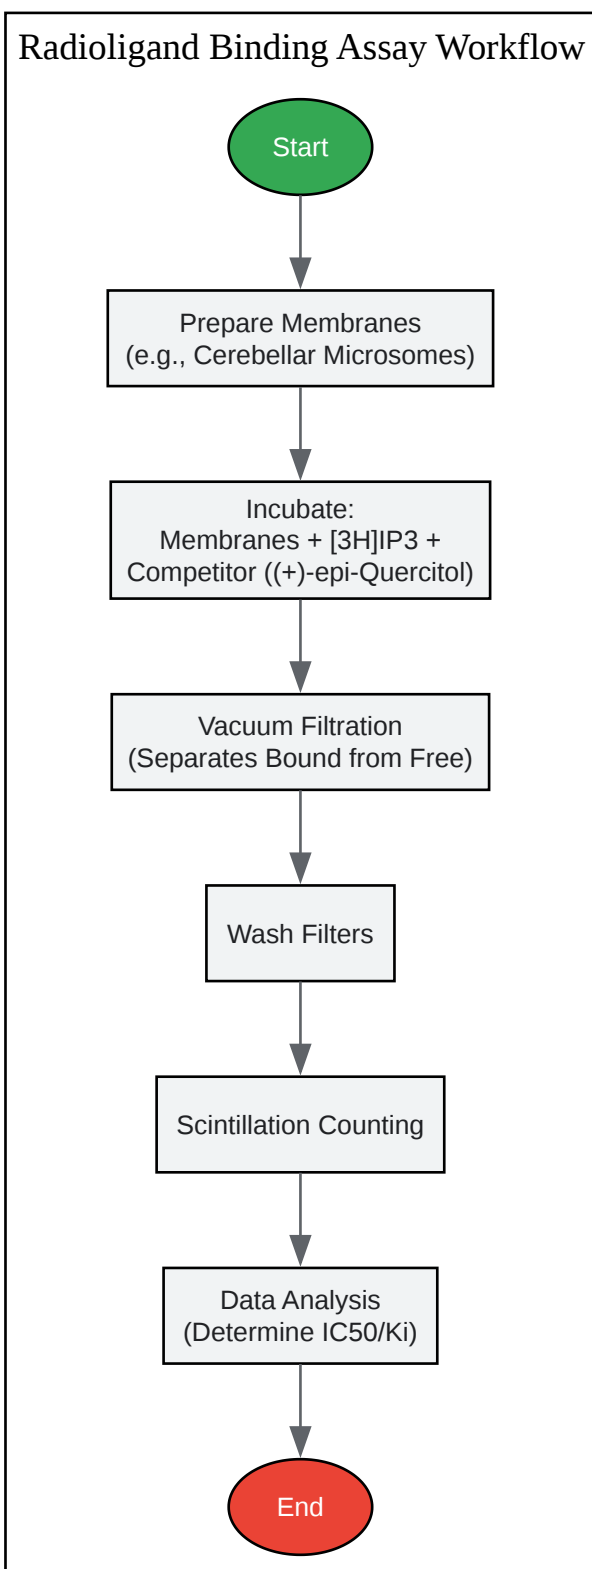 Radioligand Binding Assay Workflow
Start
Prepare Membranes
(e.g., Cerebellar Microsomes)
Incubate:
Membranes + [3H]IP3 +
Competitor ((+)-epi-Quercitol)
Vacuum Filtration
(Separates Bound from Free)
Wash Filters
Scintillation Counting
Data Analysis
(Determine IC50/Ki)
End